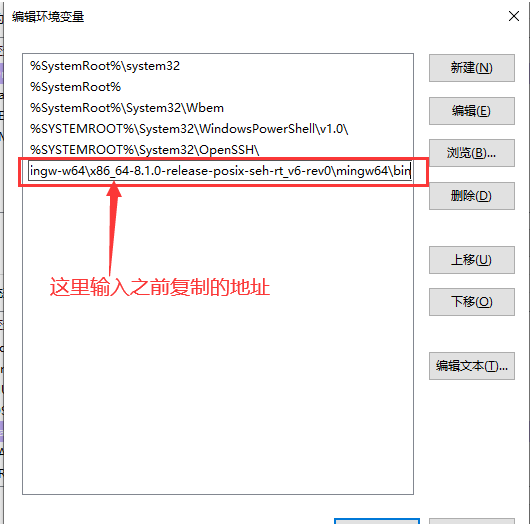 编辑环境变量
%SystemRoot%\system32
%SystemRoot%
%SystemRoot%\System32\Wbem
%SYSTEMROOT%\System32\WindowsPowerShell\v1.0\
%SYSTEMROOT%\System32\OpenSSH\
ingw-w64\x86_64-8.1.0-release-posix-seh-rt_v6-rev0\mingw64\bin
这里输入之前复制的地址
新建(N)
编辑(E)
浏览(B)...
删除(D)
上移(U)
下移(O)
编辑文本(T)...